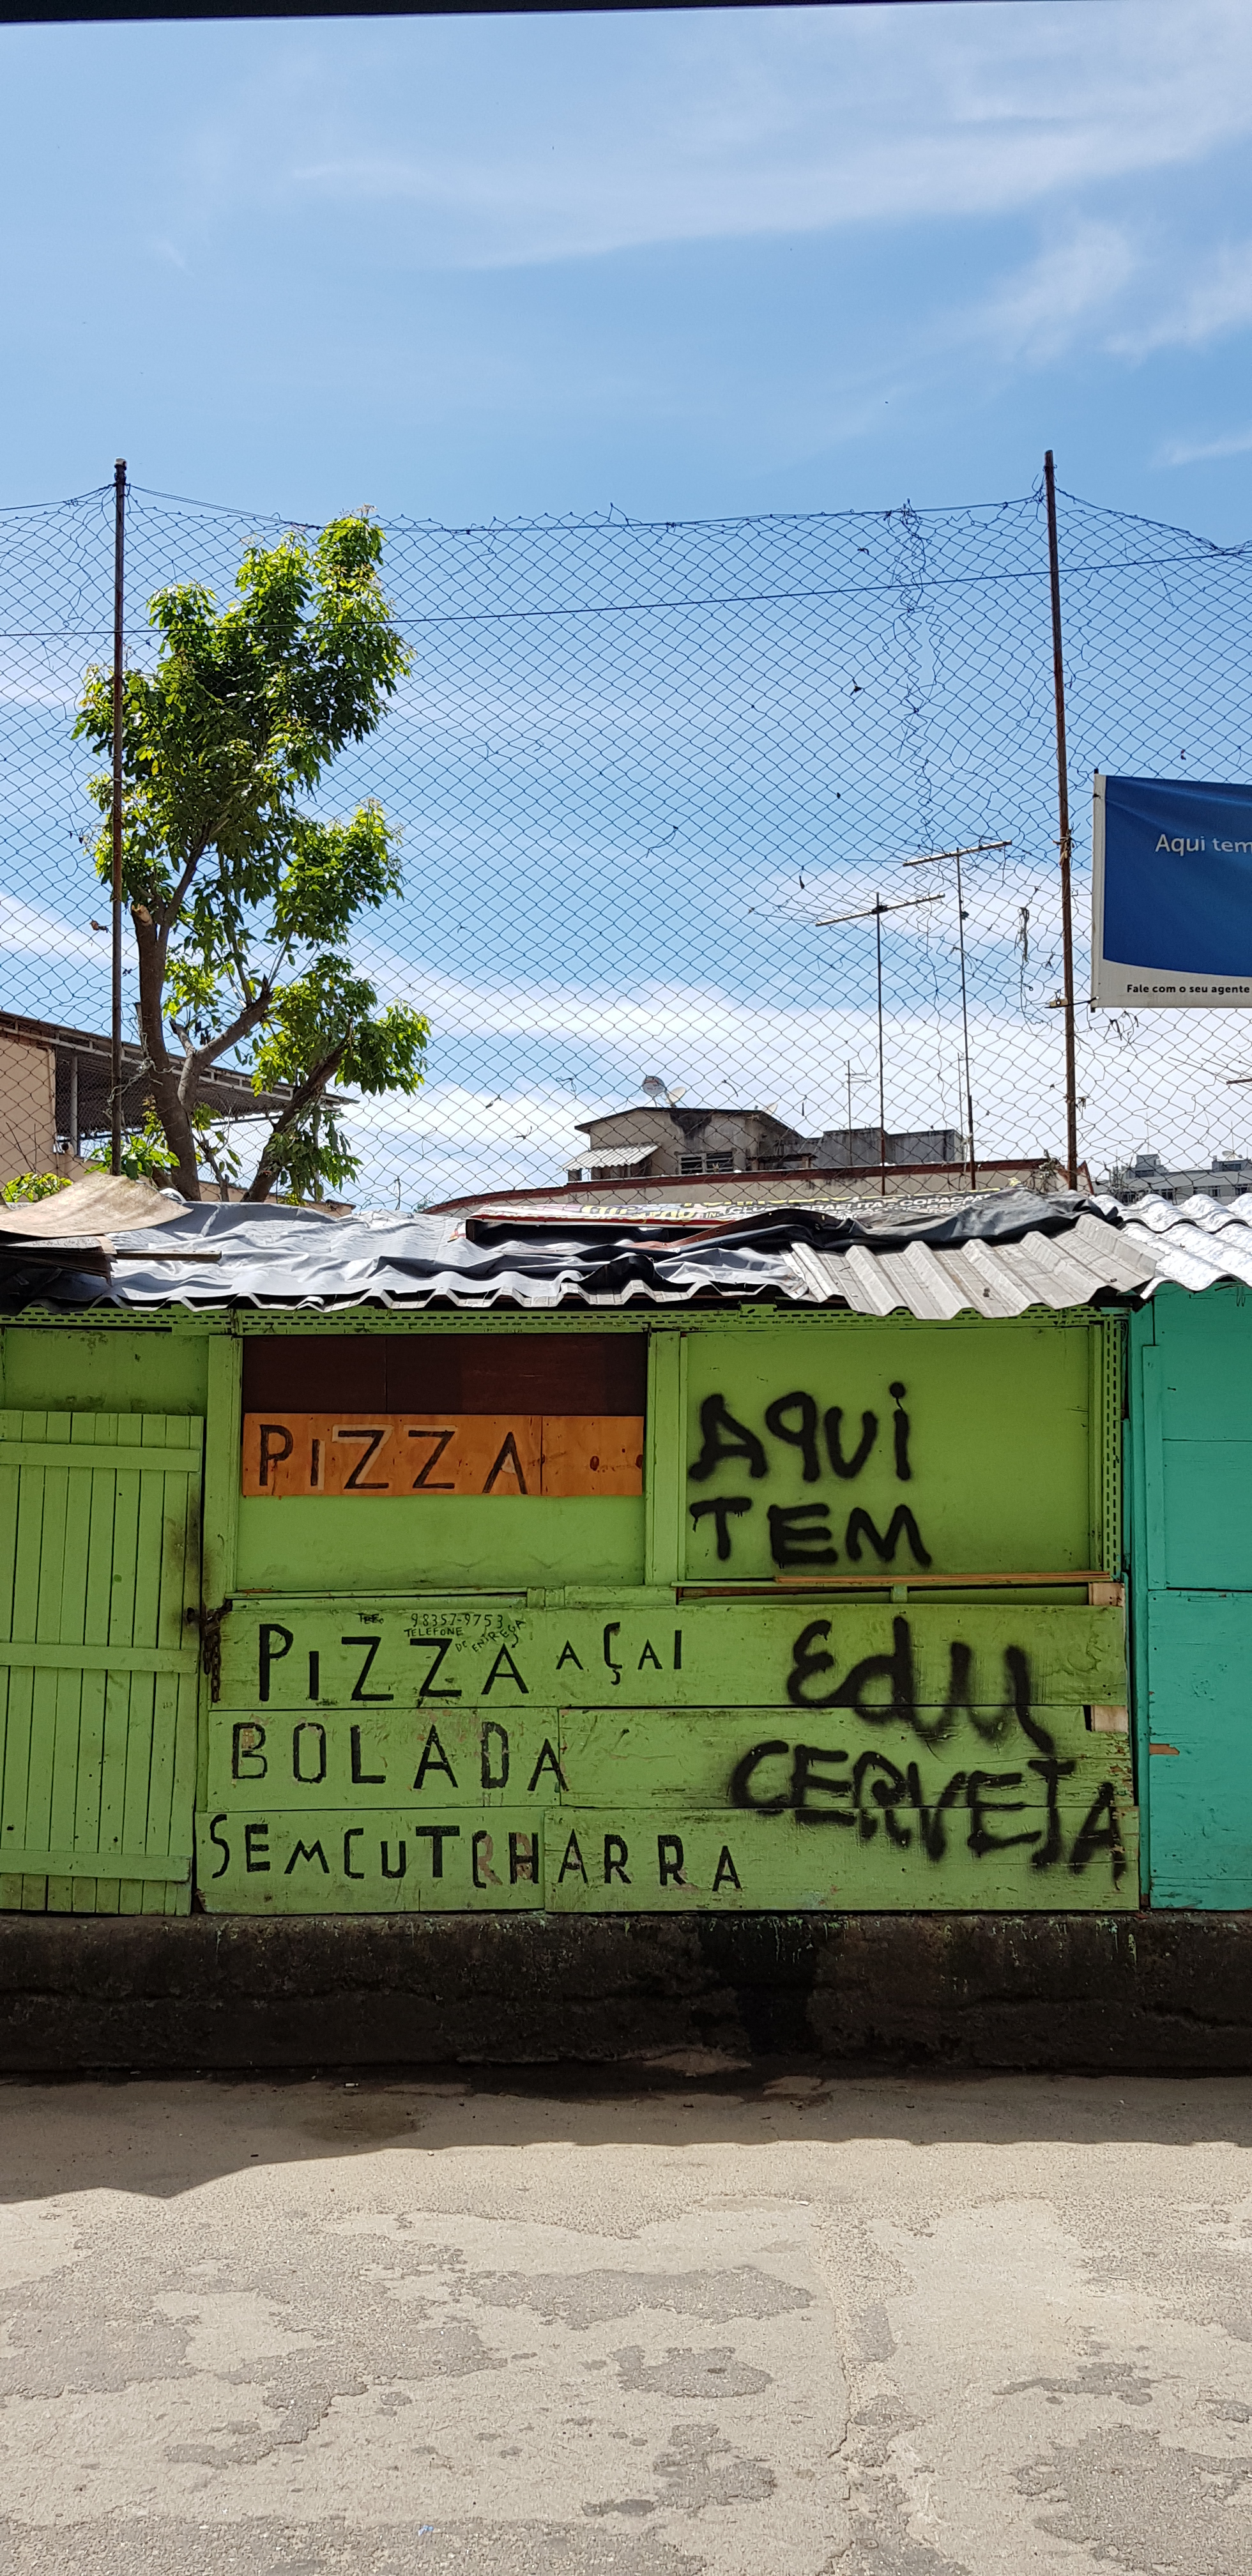 Aqui tem
Fale com o seu agente
PIZZA
AQUI
TEM
98357-9753
TELEFONE
DE ENTREGA
PIZZA AÇAI
BOLADA
SEMCUTCHARRA
EDU
CERVEJA